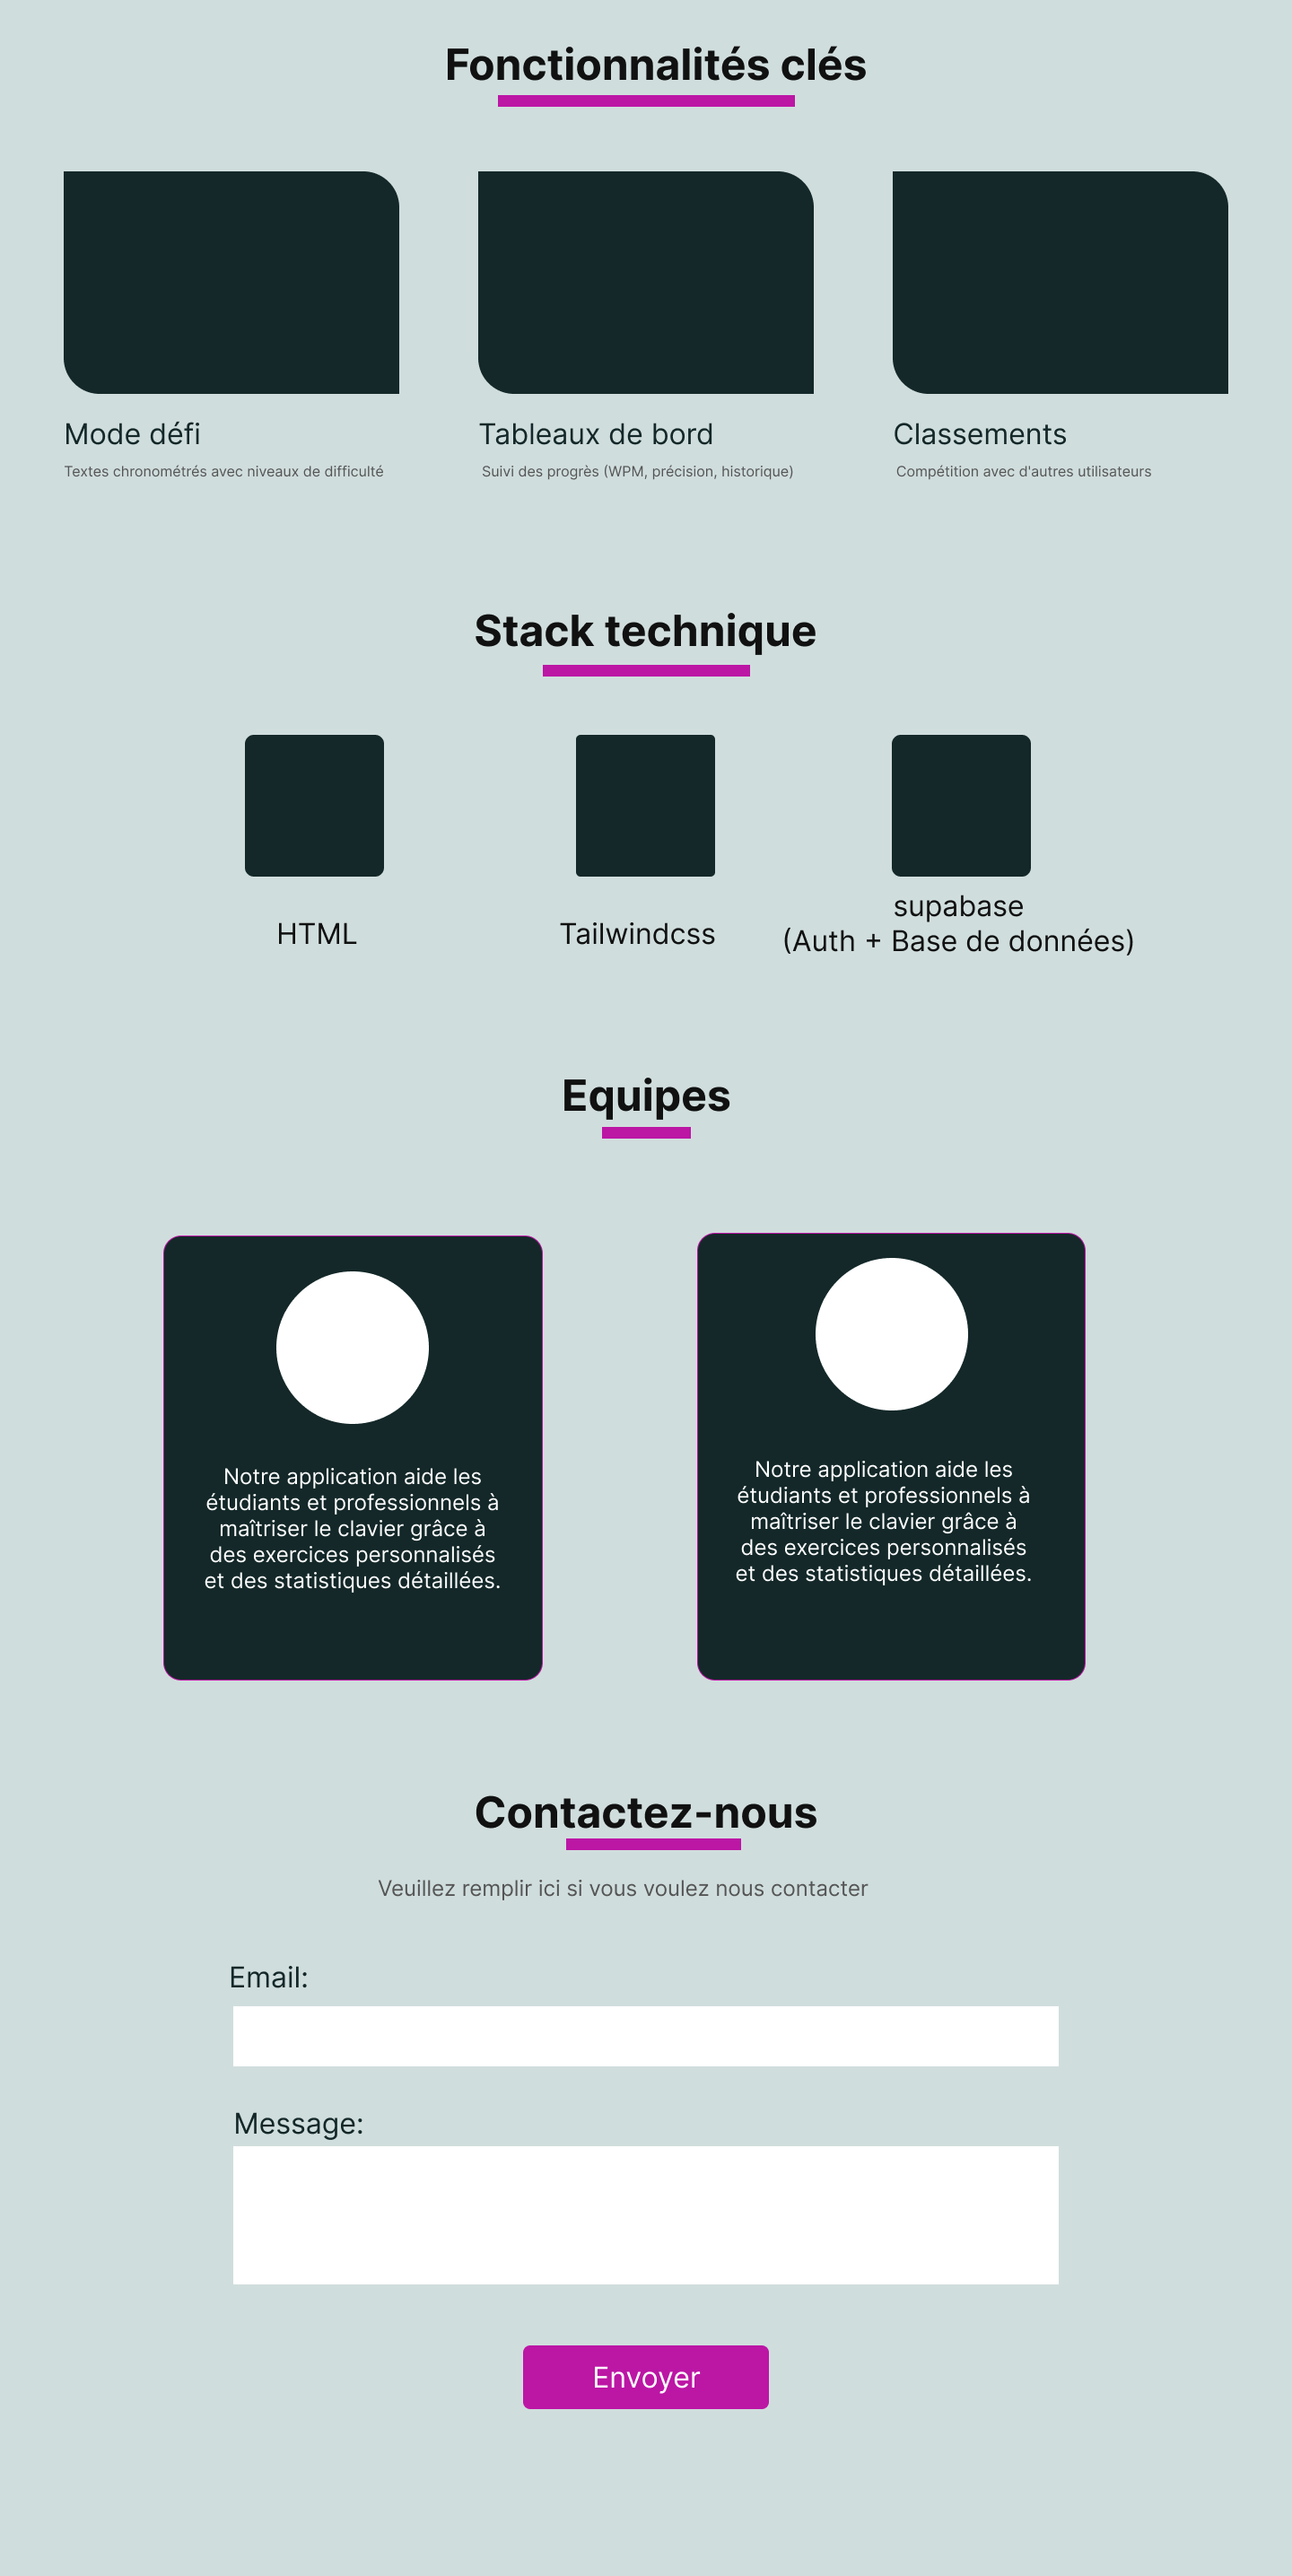 Fonctionnalités clés
Mode défi
Textes chronométrés avec niveaux de difficulté
Tableaux de bord
Suivi des progrès (WPM, précision, historique)
Classements
Compétition avec d'autres utilisateurs
Stack technique
HTML
Tailwindcss
supabase
(Auth + Base de données)
Equipes
Notre application aide les
étudiants et professionnels à
maîtriser le clavier grâce à
des exercices personnalisés
et des statistiques détaillées.
Notre application aide les
étudiants et professionnels à
maîtriser le clavier grâce à
des exercices personnalisés
et des statistiques détaillées.
Contactez-nous
Veuillez remplir ici si vous voulez nous contacter
Email:
Message:
Envoyer